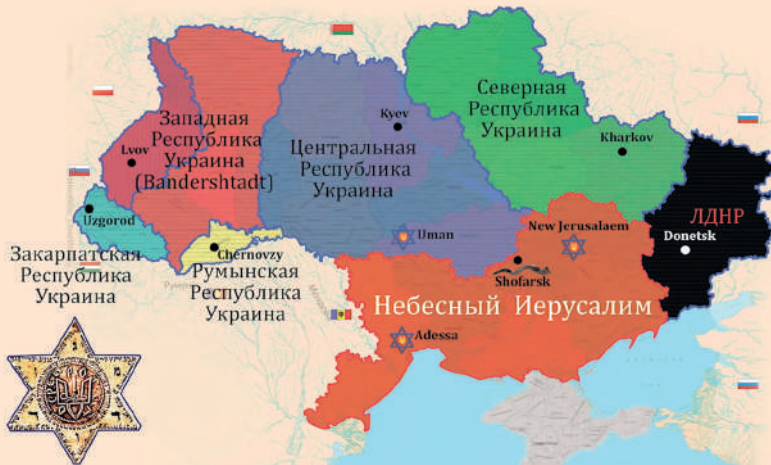 Северная
Республика
Украина
Kyev
Западная
Республика
Украина
(Bandershtadt)
Lvov
Центральная
Республика
Украина
Kharkov
ЛДНР
Donetsk
Uzgorod
Chernovzy
Uman
New Jerusalaem
Закарпатская
Республика
Украина
Румынская
Республика
Украина
Shofarsk
Небесный Иерусалим
Adessa